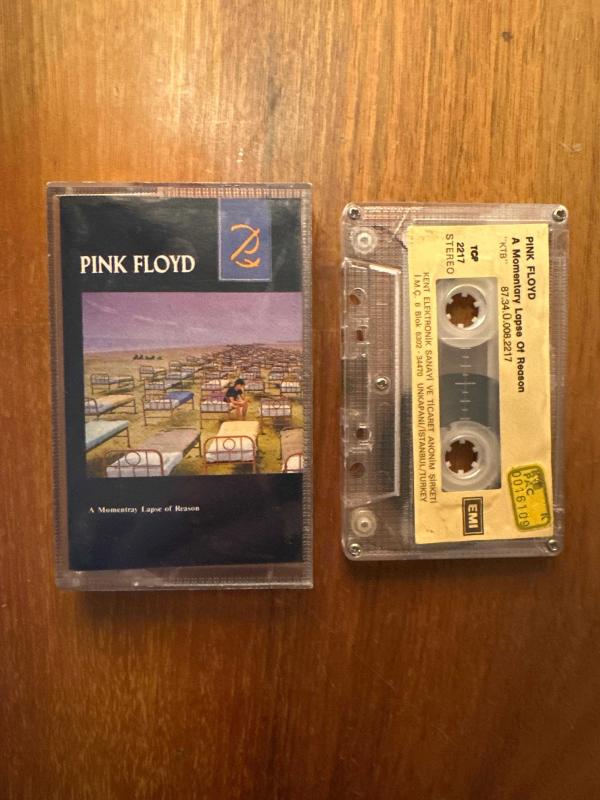 PINK FLOYD
A Momentray Lapse of Reason
PINK FLOYD
A Momentary Lapse Of Reason
"KTB"
87.34.Ü.008.2217
TCP
2217
STEREO
KENT ELEKTRONİK SANAYİ VE TİCARET ANONİM ŞİRKETİ
İ.M.Ç. 6 Blok 6302 - 34470 UNKAPANI/İSTANBUL/TURKEY
EMI
0016109